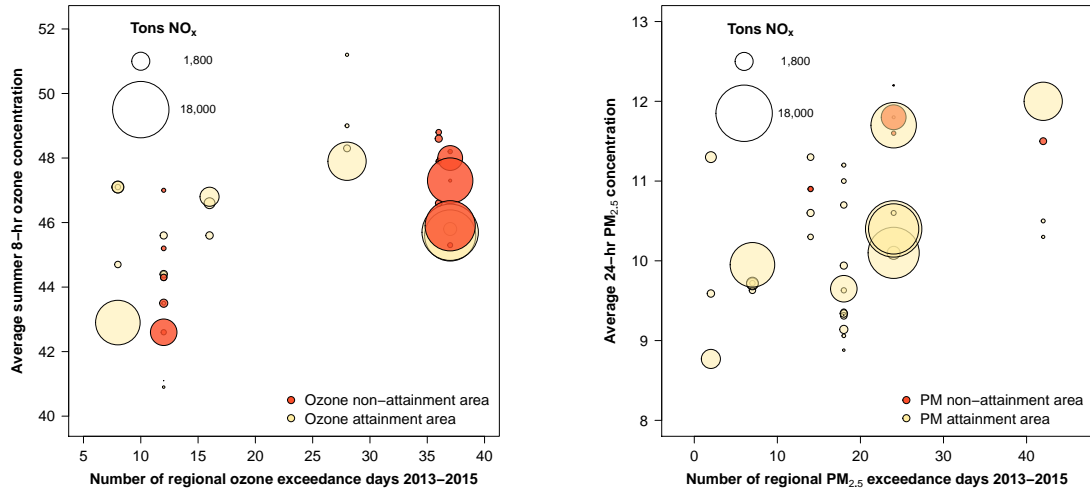 Tons NOx
1,800
18,000
52
50
48
46
44
42
40
Average summer 8−hr ozone concentration
Ozone non−attainment area
Ozone attainment area
5 10 15 20 25 30 35 40
Number of regional ozone exceedance days 2013−2015
Tons NOx
1,800
18,000
13
12
11
10
9
8
Average 24−hr PM2.5 concentration
PM non−attainment area
PM attainment area
0 10 20 30 40
Number of regional PM2.5 exceedance days 2013−2015